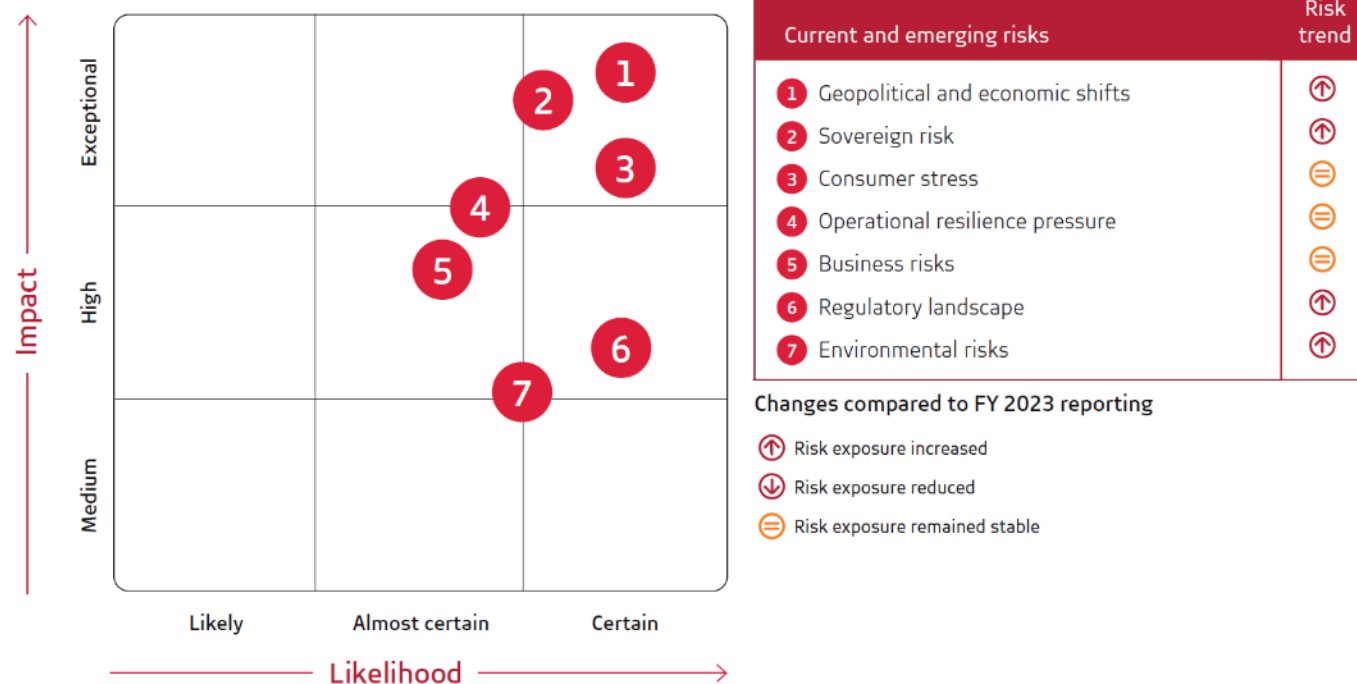 Impact
Exceptional
High
Medium
1
2
3
4
5
6
7
Likely Almost certain Certain
Likelihood
Current and emerging risks Risk trend
1 Geopolitical and economic shifts
2 Sovereign risk
3 Consumer stress
4 Operational resilience pressure
5 Business risks
6 Regulatory landscape
7 Environmental risks
Changes compared to FY 2023 reporting
Risk exposure increased
Risk exposure reduced
Risk exposure remained stable